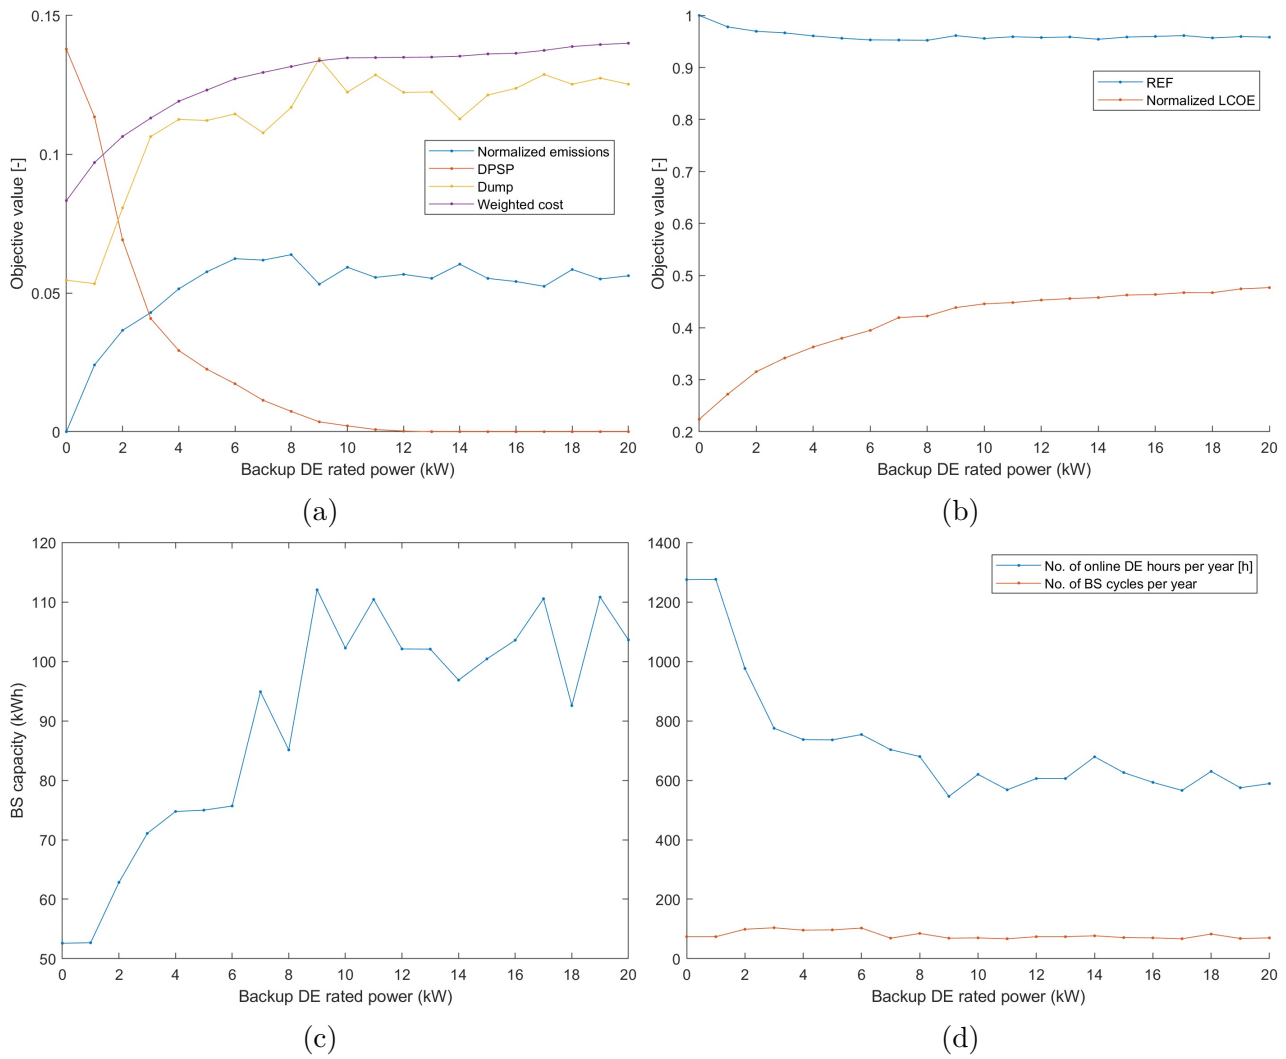 0.15
0.1
0.05
0
Objective value [-]
Normalized emissions
DPSP
Dump
Weighted cost
0 2 4 6 8 10 12 14 16 18 20
Backup DE rated power (kW)
(a)
1
0.9
0.8
0.7
0.6
0.5
0.4
0.3
0.2
Objective value [-]
REF
Normalized LCOE
0 2 4 6 8 10 12 14 16 18 20
Backup DE rated power (kW)
(b)
120
110
100
90
80
70
60
50
BS capacity (kWh)
0 2 4 6 8 10 12 14 16 18 20
Backup DE rated power (kW)
(c)
1400
1200
1000
800
600
400
200
0
No. of online DE hours per year [h]
No. of BS cycles per year
0 2 4 6 8 10 12 14 16 18 20
Backup DE rated power (kW)
(d)